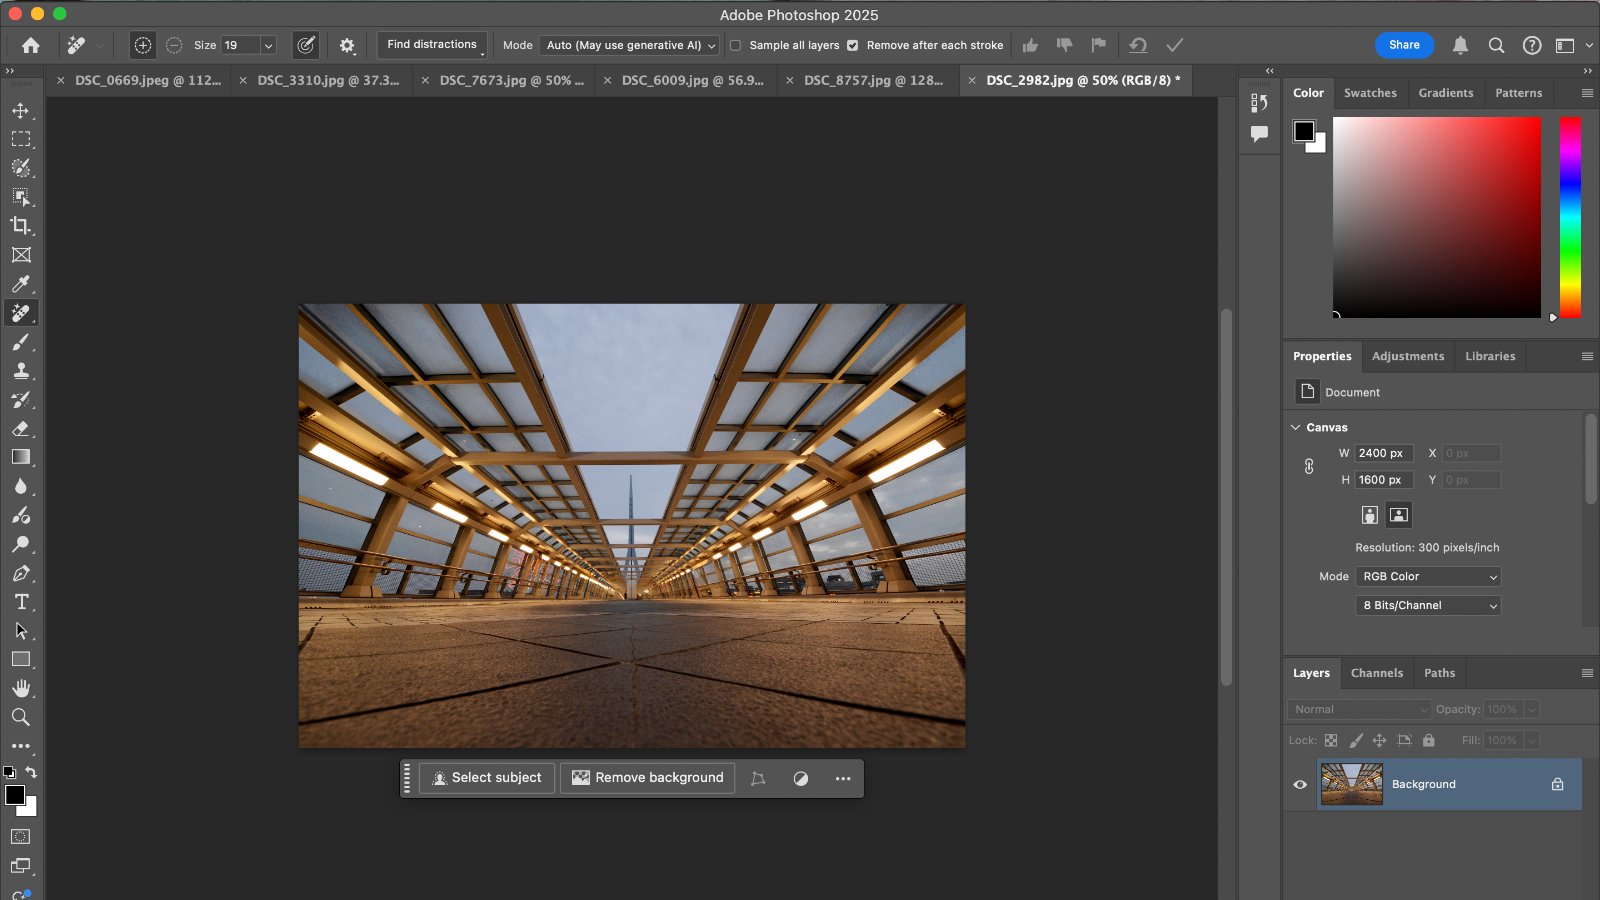 Adobe Photoshop 2025
Size 19 Find distractions Mode Auto (May use generative AI) Sample all layers Remove after each stroke Share
DSC_0669.jpeg @ 112... DSC_3310.jpg @ 37.3... DSC_7673.jpg @ 50% ... DSC_6009.jpg @ 56.9... DSC_8757.jpg @ 128... DSC_2982.jpg @ 50% (RGB/8) *
Color Swatches Gradients Patterns
Properties Adjustments Libraries
Document
Canvas
W 2400 px X 0 px
H 1600 px Y 0 px
Resolution: 300 pixels/inch
Mode RGB Color
8 Bits/Channel
Layers Channels Paths
Normal Opacity: 100%
Lock: Fill: 100%
Background
Select subject Remove background